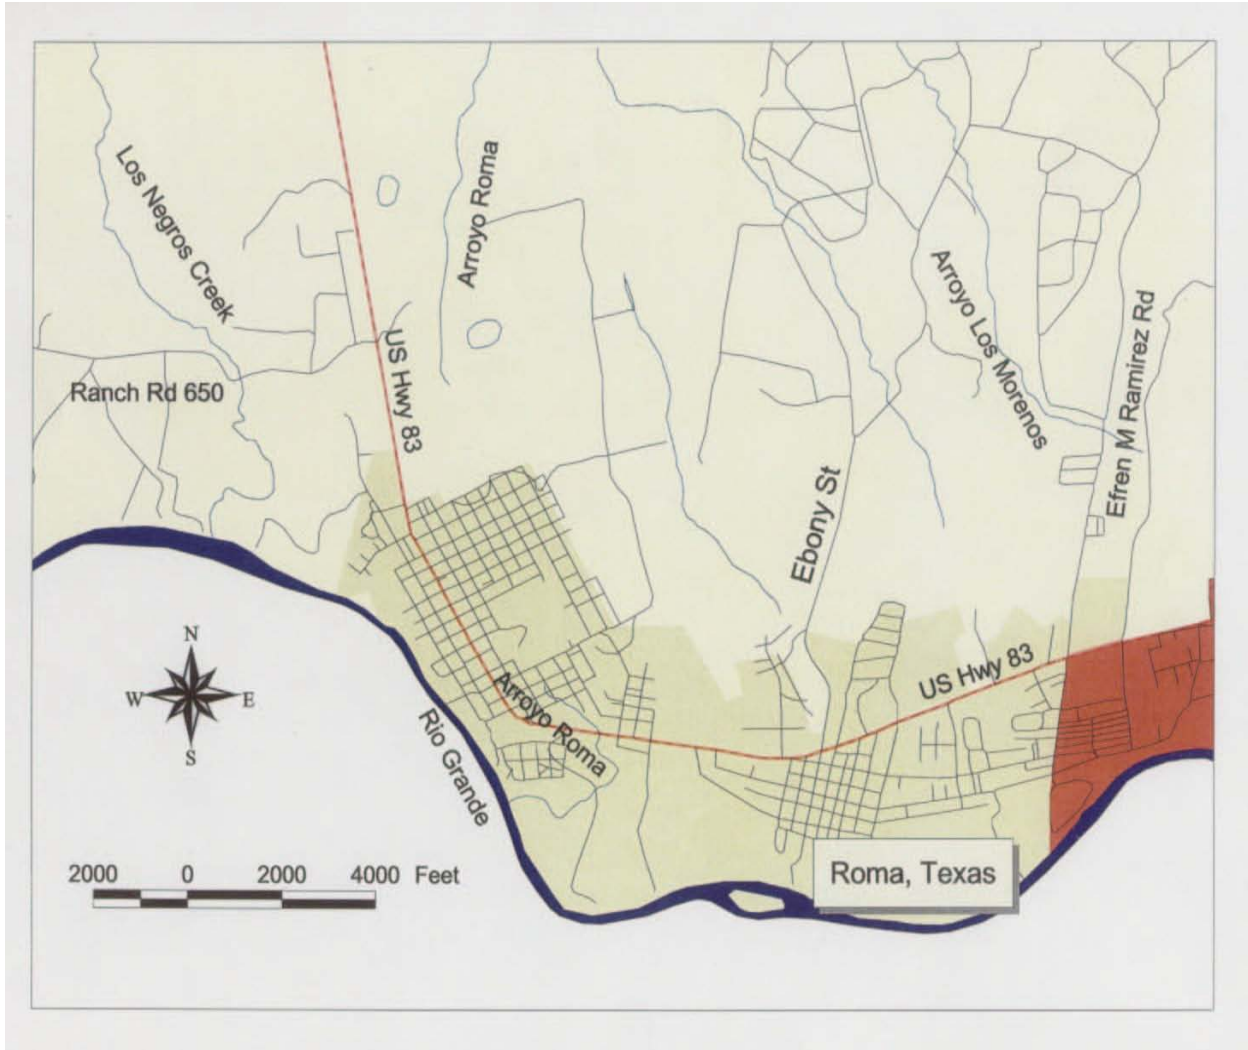 Los Negros Creek
Arroyo Roma
Ranch Rd 650
US Hwy 83
Arroyo Los Morenos
Efren M Ramirez Rd
Ebony St
N
W E
S
US Hwy 83
Arroyo Roma
Rio Grande
2000 0 2000 4000 Feet
Roma, Texas